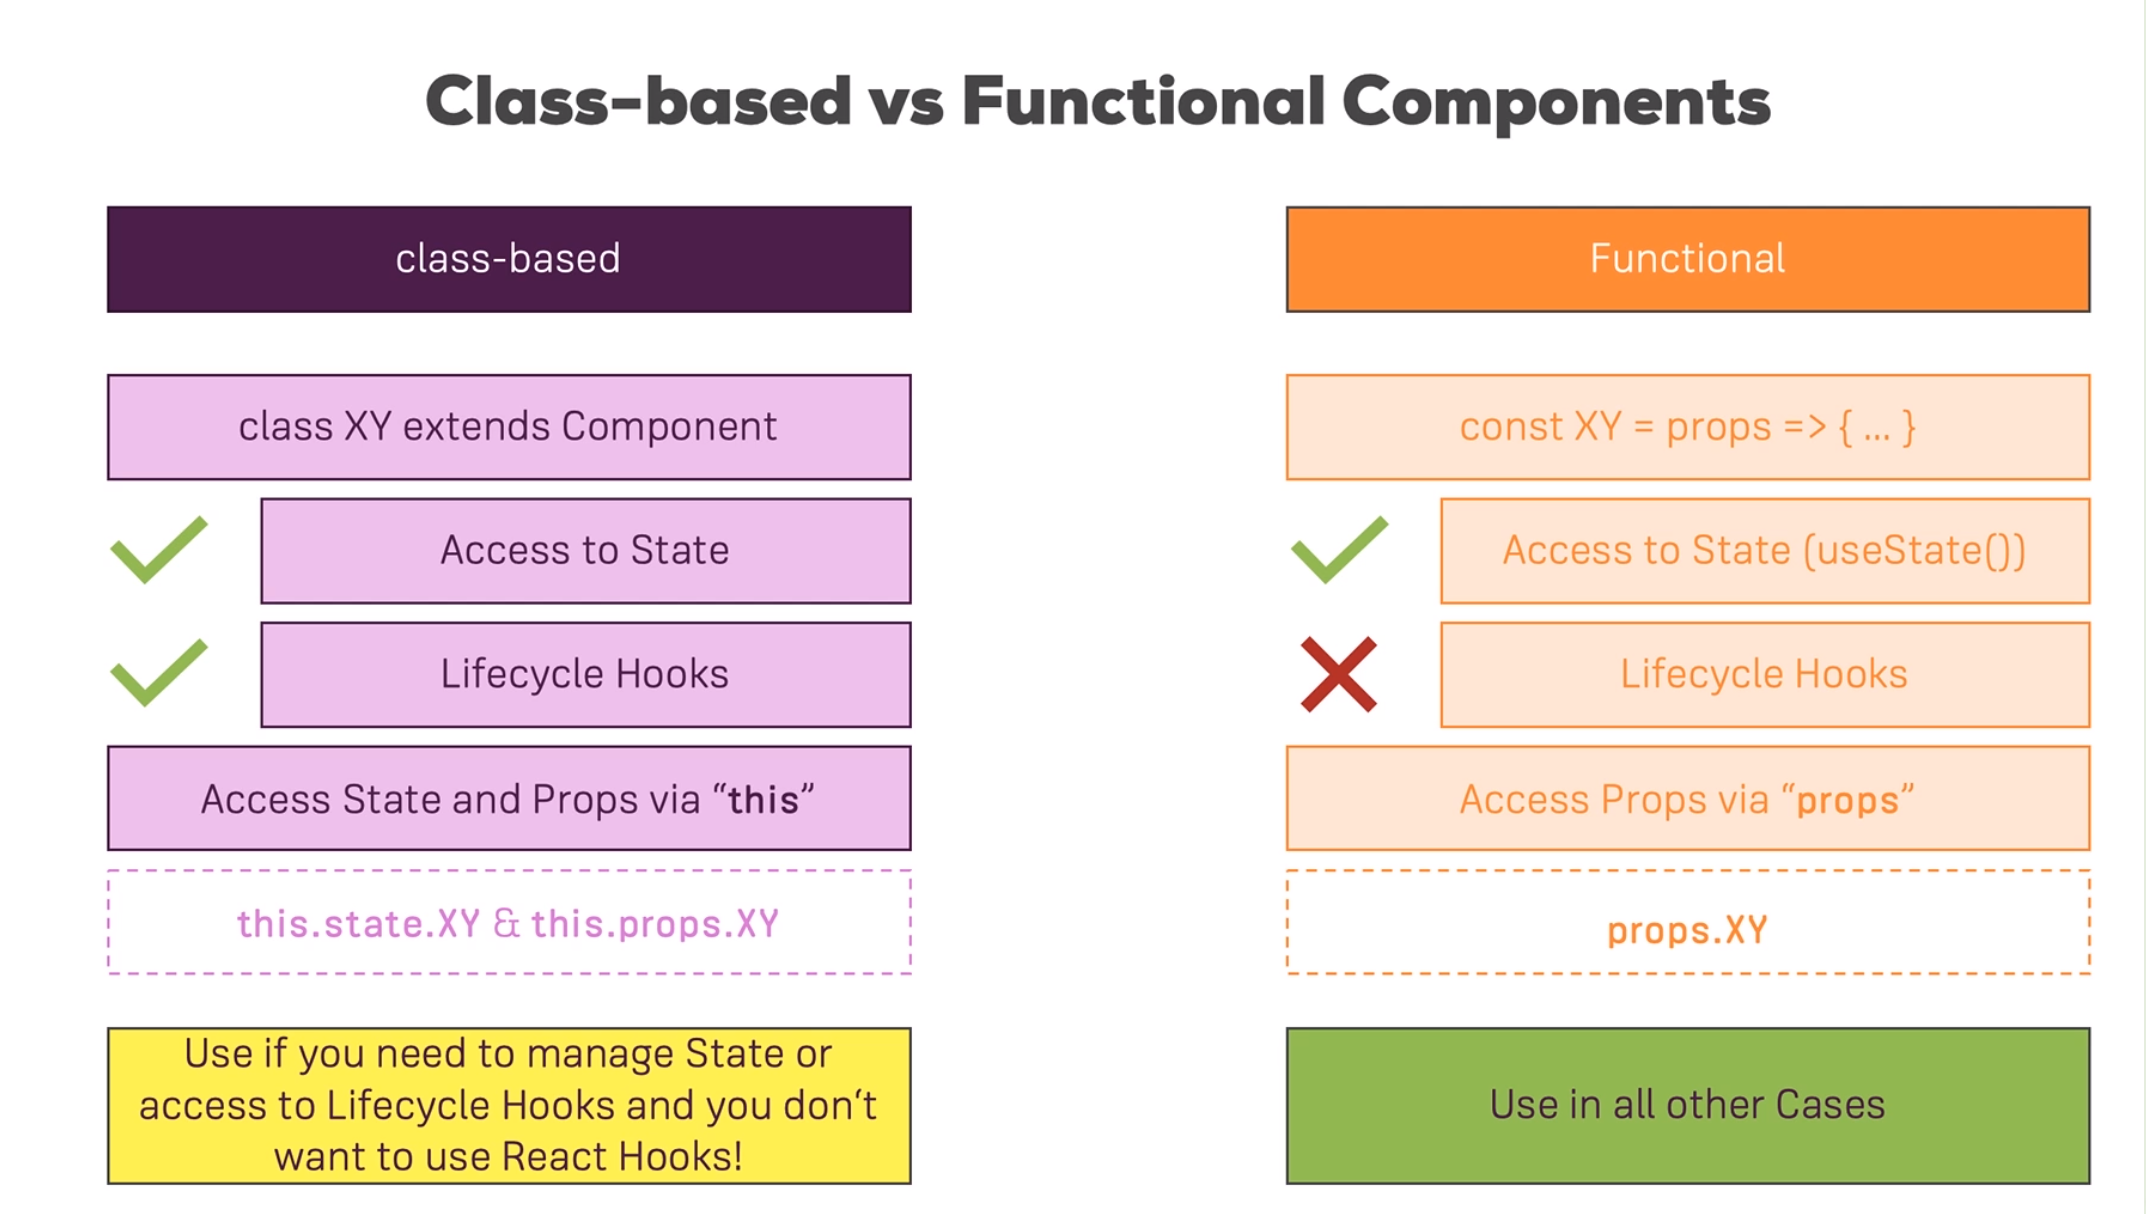 Class-based vs Functional Components
class-based
class XY extends Component
Access to State
Lifecycle Hooks
Access State and Props via “this”
this.state.XY & this.props.XY
Use if you need to manage State or
access to Lifecycle Hooks and you don‘t
want to use React Hooks!
Functional
const XY = props => { ... }
Access to State (useState())
Lifecycle Hooks
Access Props via “props”
props.XY
Use in all other Cases